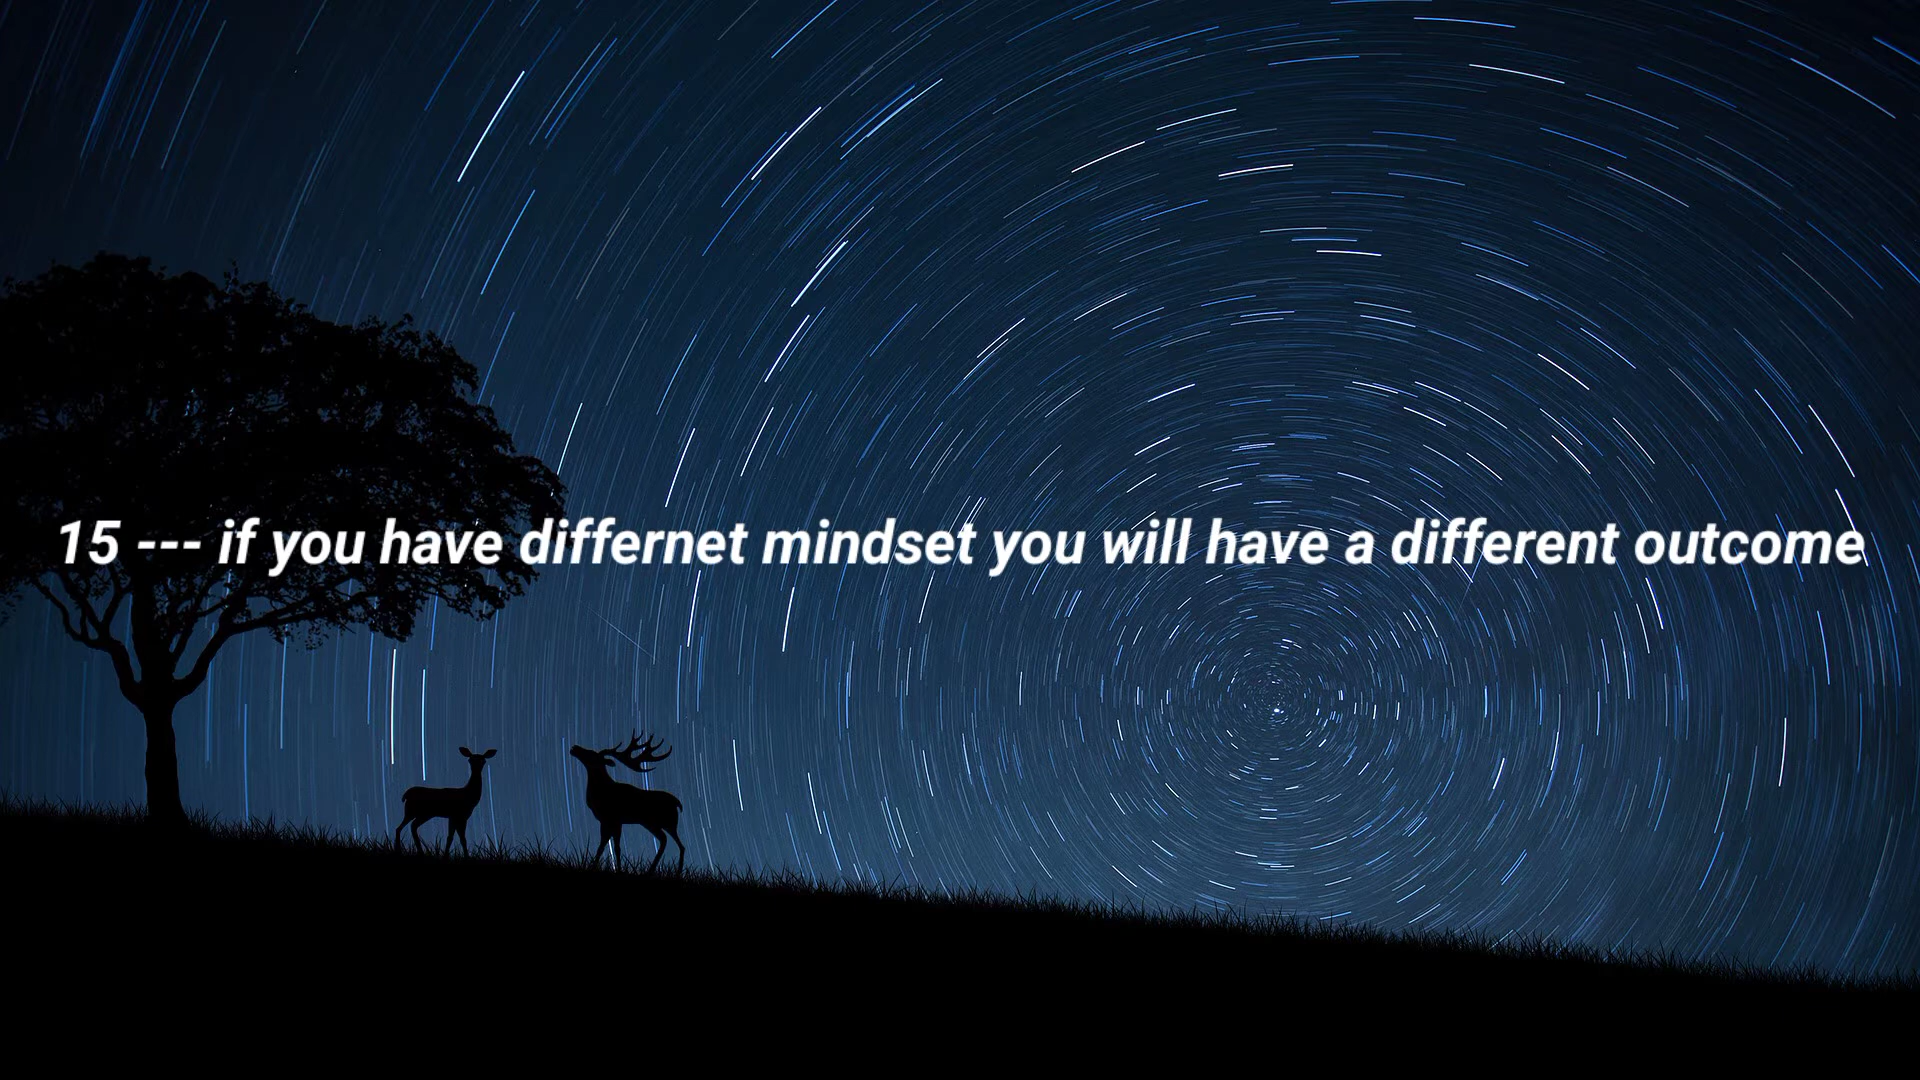 15 --- if you have differnet mindset you will have a different outcome